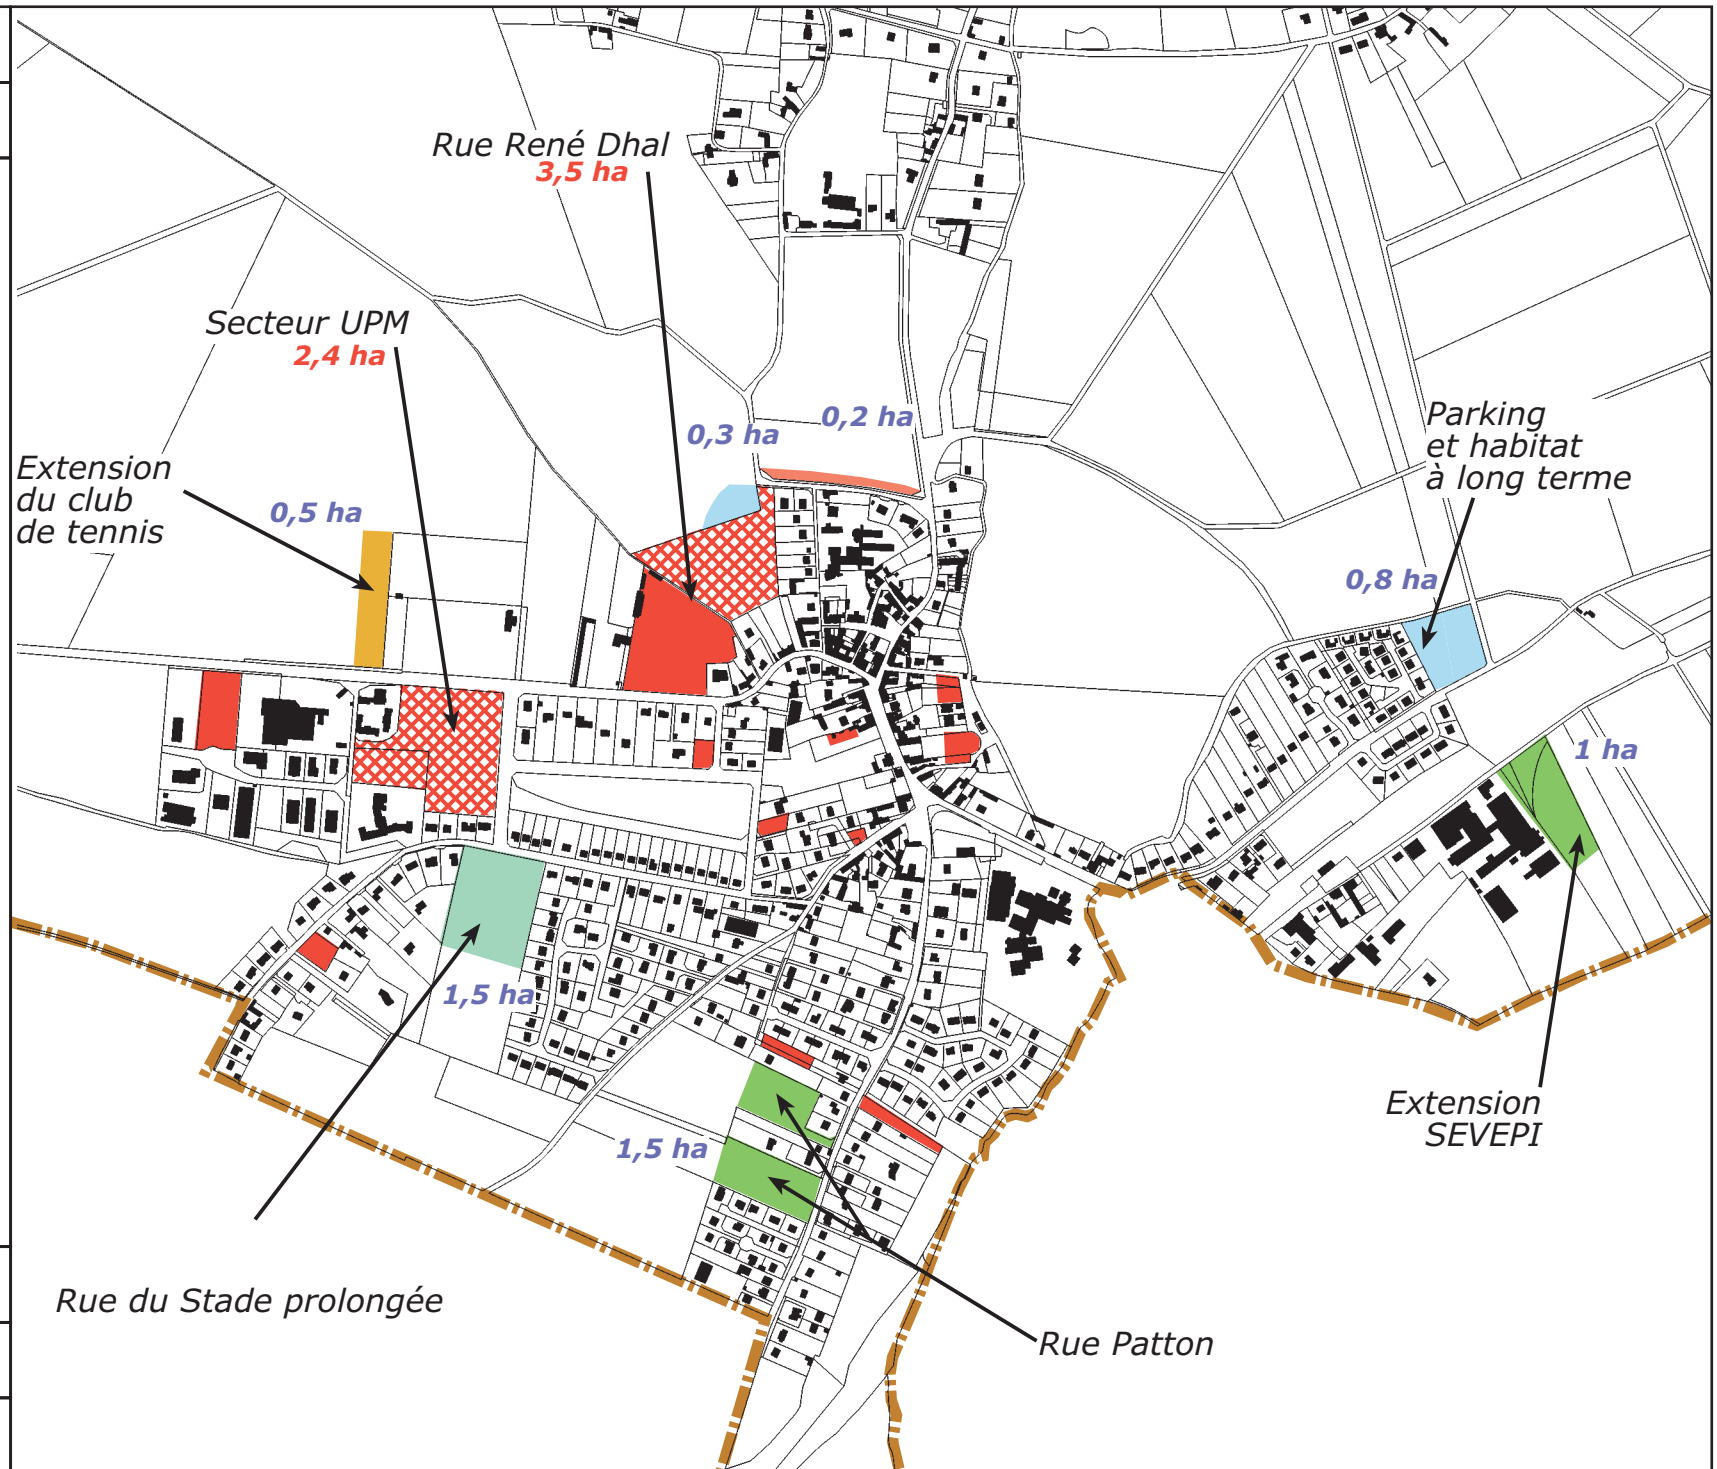 Rue René Dhal
3,5 ha
Secteur UPM
2,4 ha
0,3 ha
0,2 ha
Parking
et habitat
à long terme
Extension
du club
de tennis
0,5 ha
0,8 ha
1 ha
1,5 ha
Extension
SEVEPI
1,5 ha
Rue du Stade prolongée
Rue Patton